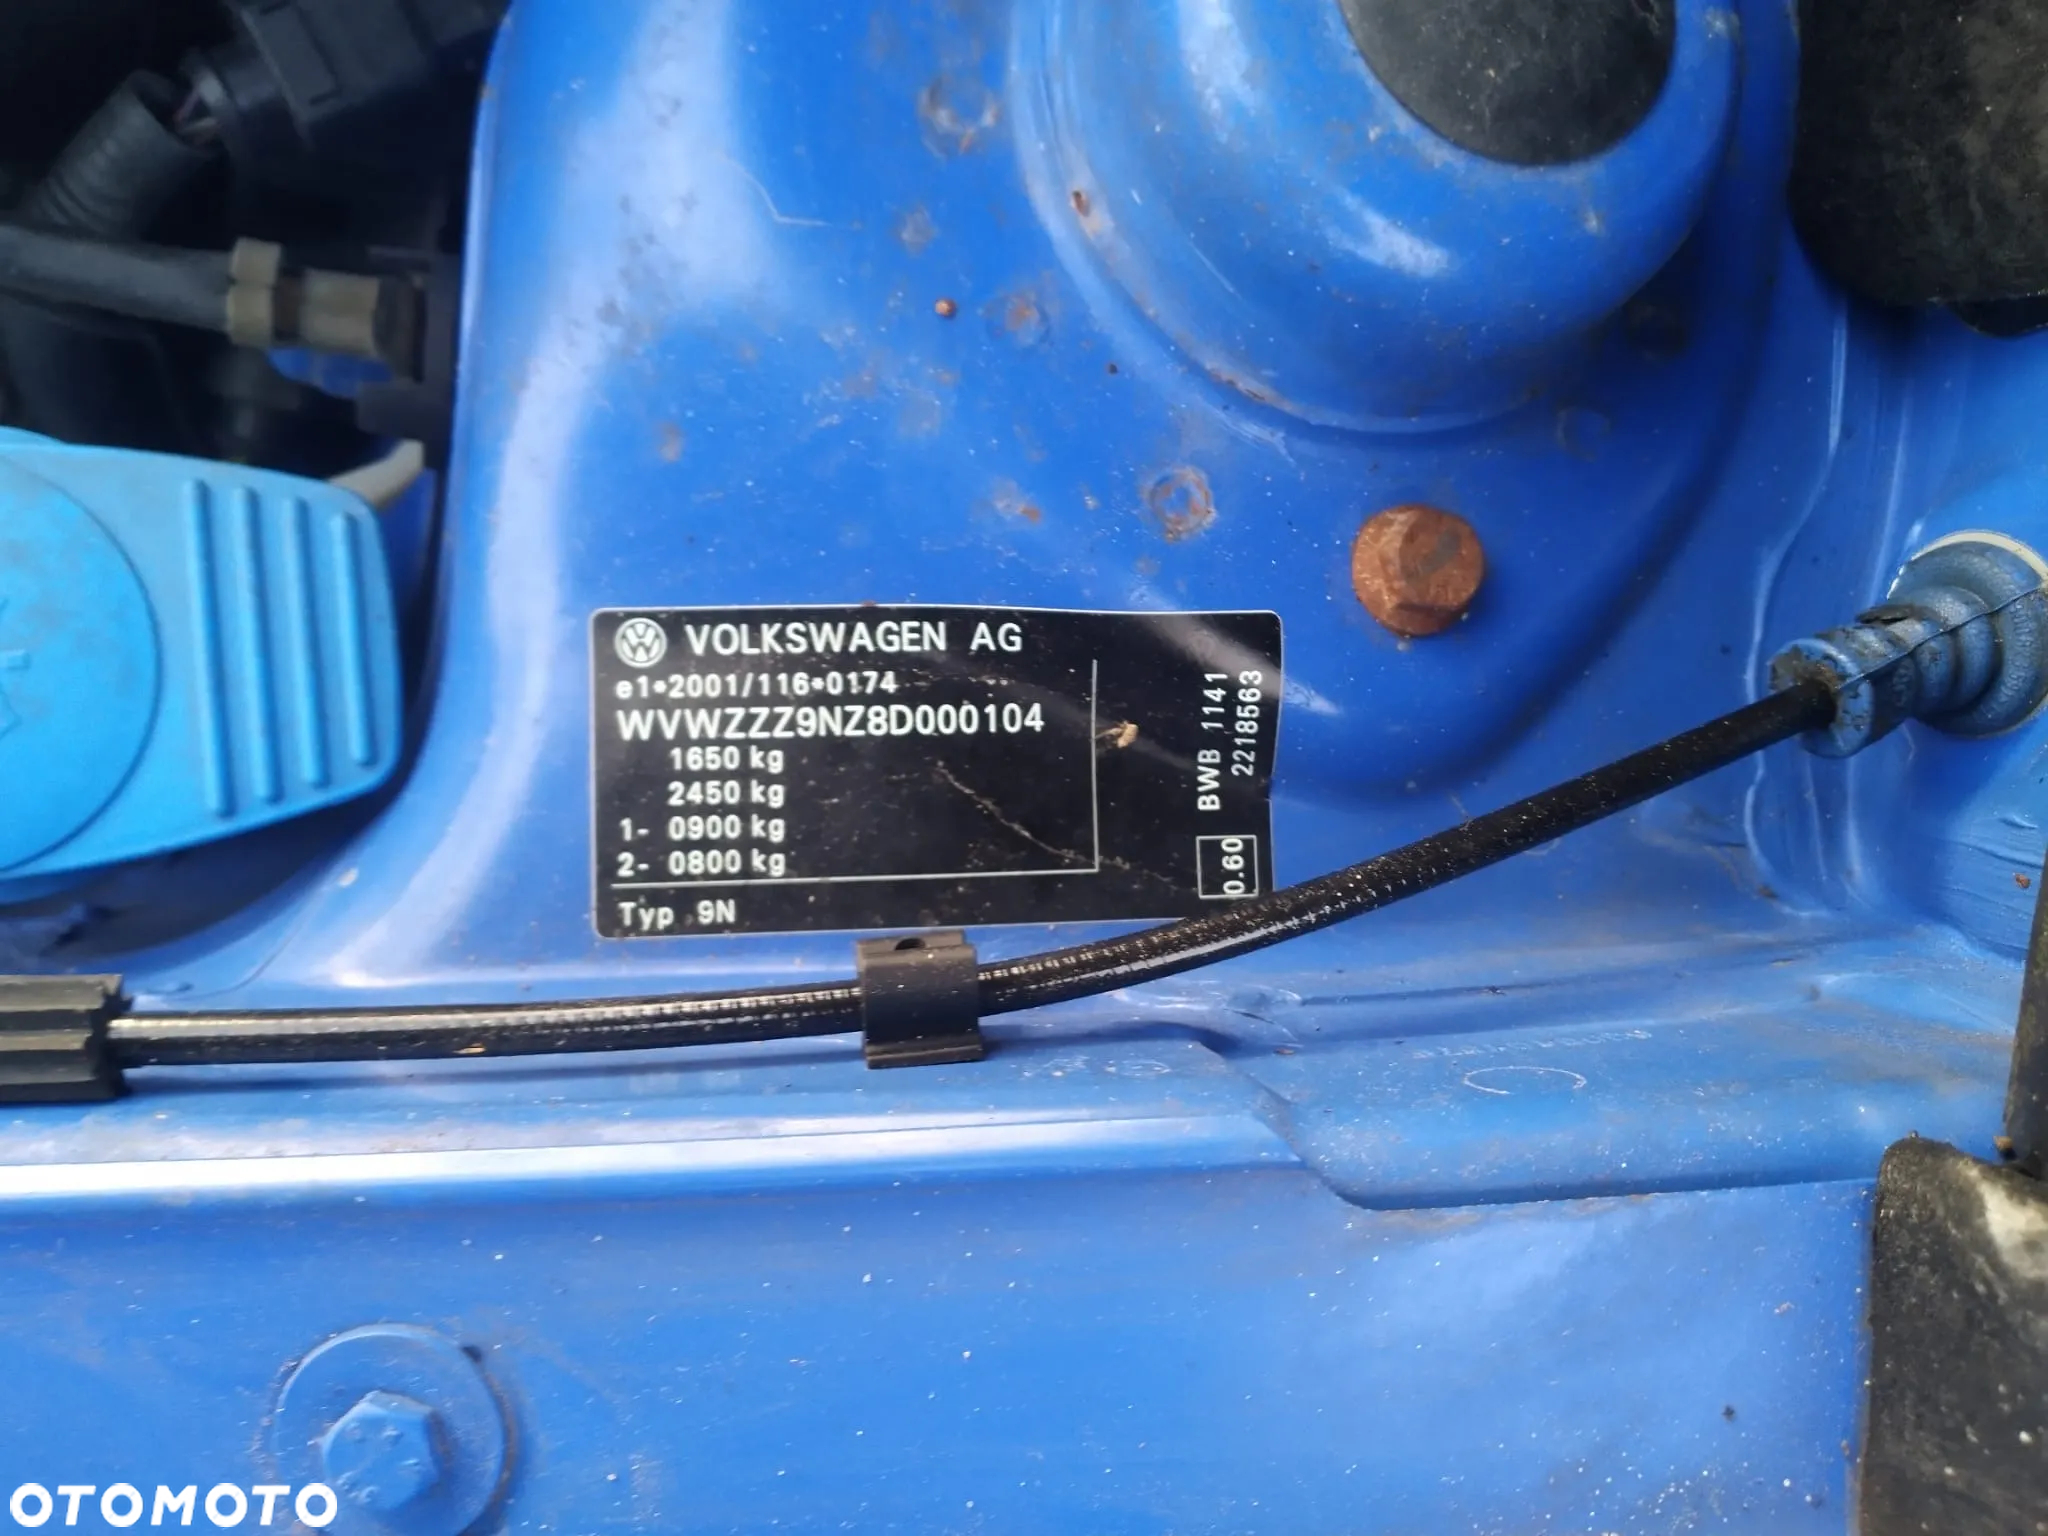 VOLKSWAGEN AG
e1*2001/116*0174
WVWZZZ9NZ8D000104
1650 kg
2450 kg
1- 0900 kg
2- 0800 kg
Typ 9N
BWB 1141
2218563
0.60
OTOMOTO